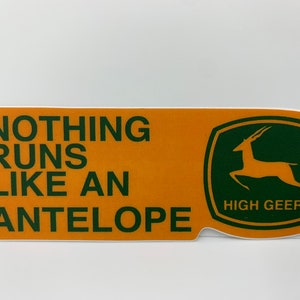 NOTHING
RUNS
LIKE AN
ANTELOPE
HIGH GEER